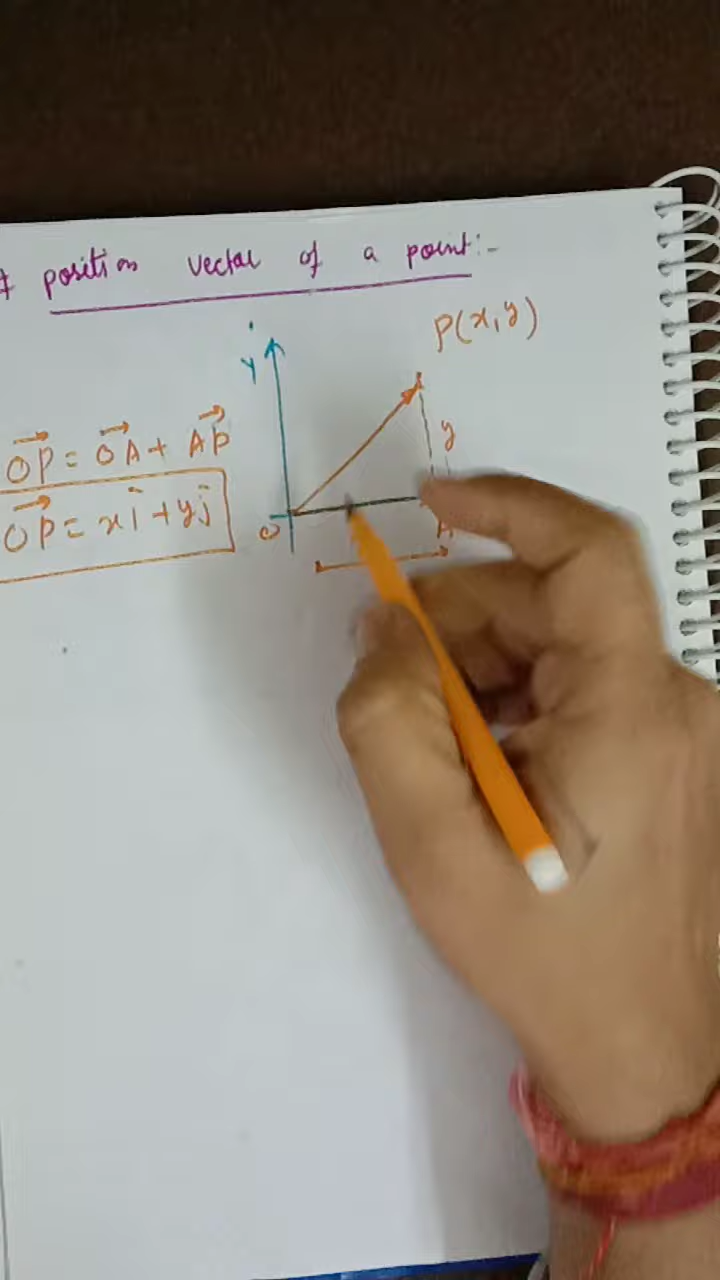 position vector of a point:-
P(x,y)
Y
y
OP = OA + AP
OP = xi + yj
O
A